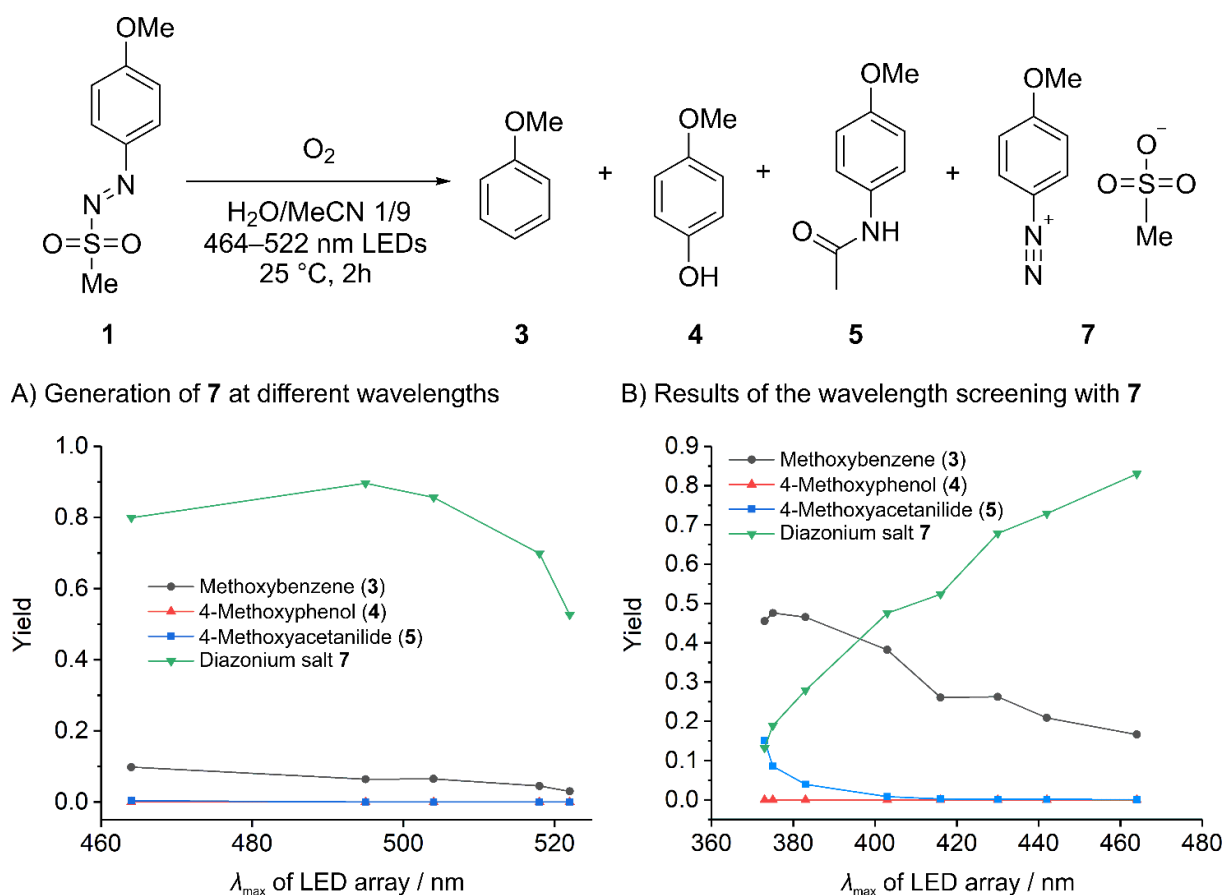 OMe
N
N
O
S
O
Me
1
O₂
H₂O/MeCN 1/9
464–522 nm LEDs
25 °C, 2h
OMe
3
+
OMe
OH
4
+
OMe
O
NH
5
+
OMe
N⁺
N
O⁻
O
S
O
Me
7
A) Generation of 7 at different wavelengths
Yield
1.0
0.8
0.6
0.4
0.2
0.0
Methoxybenzene (3)
4-Methoxyphenol (4)
4-Methoxyacetanilide (5)
Diazonium salt 7
460 480 500 520
λmax of LED array / nm
B) Results of the wavelength screening with 7
Yield
0.9
0.8
0.7
0.6
0.5
0.4
0.3
0.2
0.1
0.0
Methoxybenzene (3)
4-Methoxyphenol (4)
4-Methoxyacetanilide (5)
Diazonium salt 7
360 380 400 420 440 460 480
λmax of LED array / nm